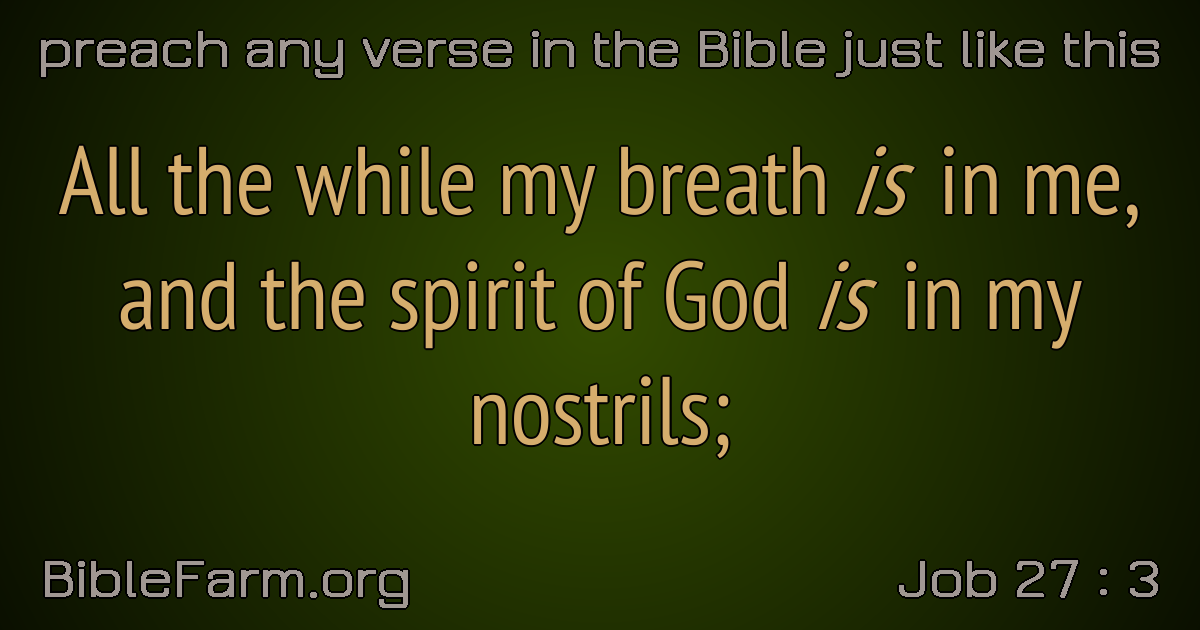 preach any verse in the Bible just like this
All the while my breath is in me,
and the spirit of God is in my
nostrils;
BibleFarm.org
Job 27 : 3